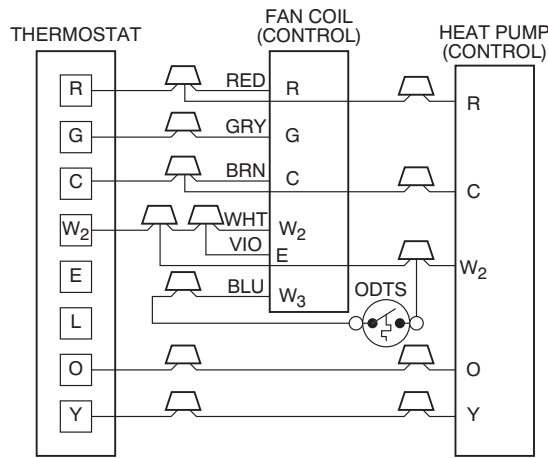 THERMOSTAT
FAN COIL
(CONTROL)
HEAT PUMP
(CONTROL)
R RED R R
G GRY G
C BRN C C
W2 WHT W2
VIO E W2
E BLU W3 ODTS
L
O O
Y Y